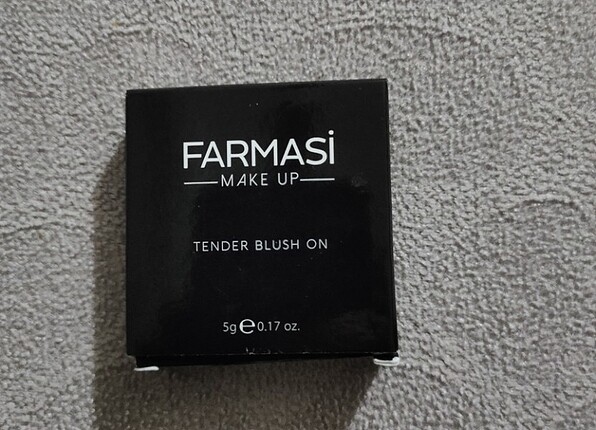 FARMASİ
MAKE UP
TENDER BLUSH ON
5g ℮ 0.17 oz.